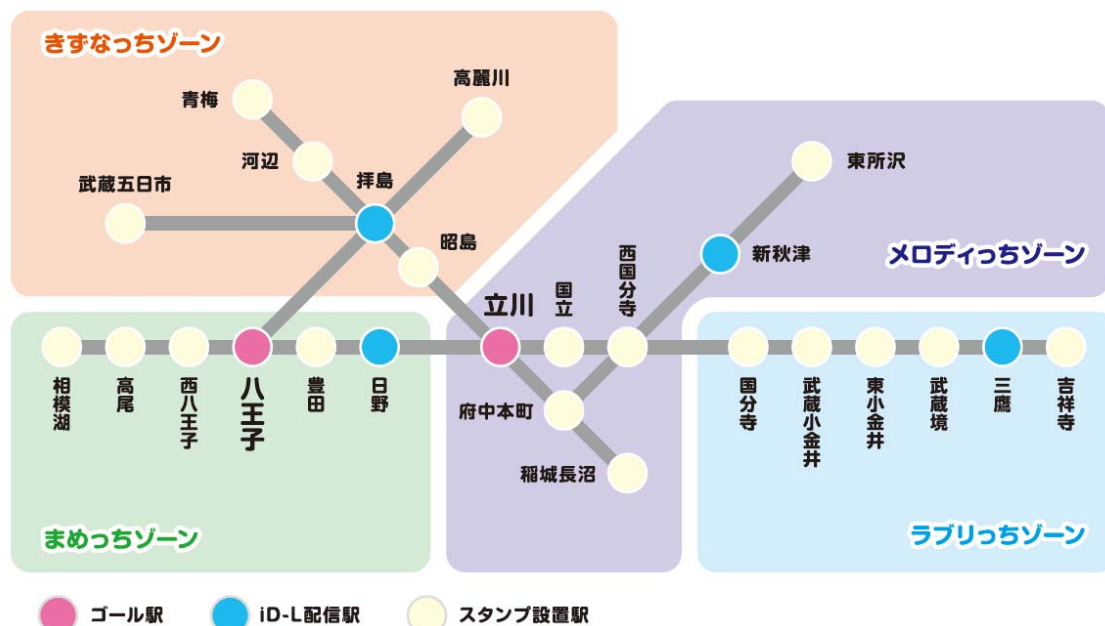 きずなっちゾーン
高麗川
青梅
河辺
拝島
武蔵五日市
昭島
東所沢
新秋津
メロディっちゾーン
西国分寺
国立
立川
相模湖
高尾
西八王子
八王子
豊田
日野
府中本町
稲城長沼
国分寺
武蔵小金井
東小金井
武蔵境
三鷹
吉祥寺
まめっちゾーン
ラブリっちゾーン
ゴール駅
iD-L配信駅
スタンプ設置駅